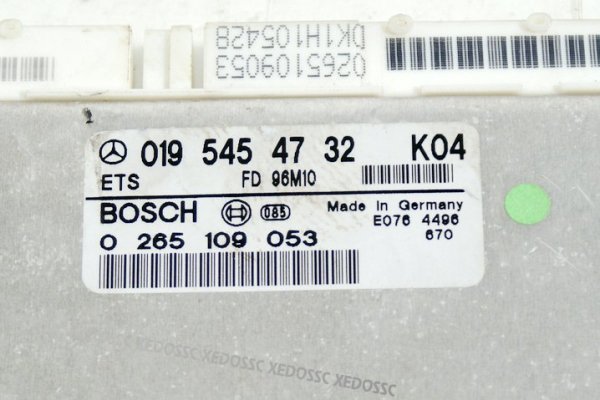 0265109053
DK1H105428
019 545 47 32 K04
ETS FD 96M10
BOSCH 085 Made in Germany
E076 4496
0 265 109 053 670
XEDOSSC XEDOSSC XEDOSSC XEDOSSC